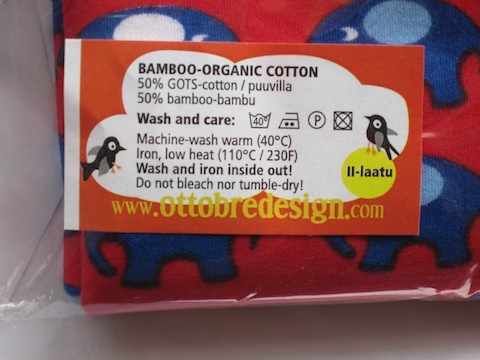 BAMBOO-ORGANIC COTTON
50% GOTS-cotton / puuvilla
50% bamboo-bambu
Wash and care: 40° P
Machine-wash warm (40°C)
Iron, low heat (110°C / 230F)
Wash and iron inside out!
Do not bleach nor tumble-dry!
II-laatu
www.ottobredesign.com